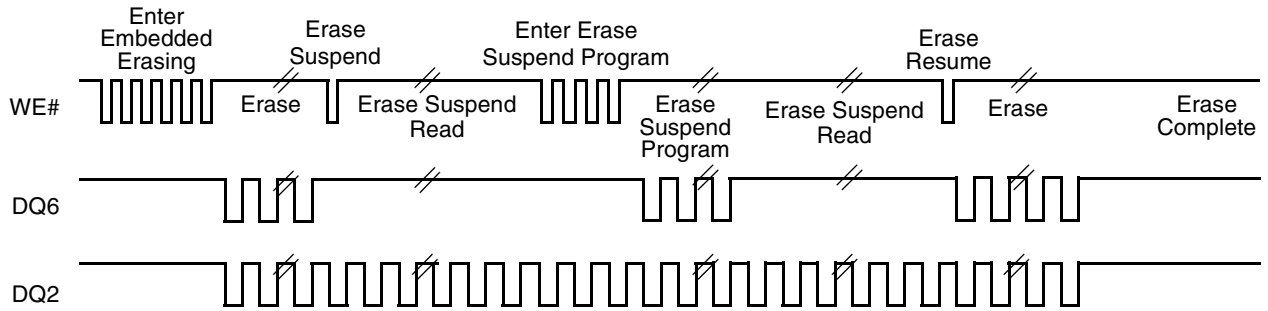 Enter
Embedded
Erasing
Erase
Suspend
Enter Erase
Suspend Program
Erase
Resume
WE#
Erase
Erase Suspend
Read
Erase
Suspend
Program
Erase Suspend
Read
Erase
Erase
Complete
DQ6
DQ2